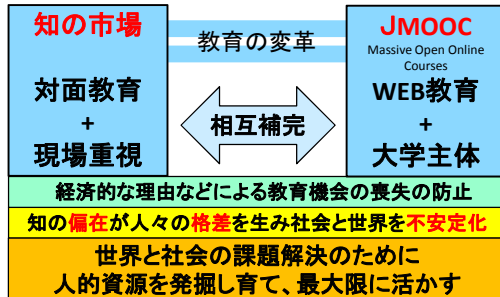 知の市場
対面教育
+
現場重視
教育の変革
相互補完
JMOOC
Massive Open Online
Courses
WEB教育
+
大学主体
経済的な理由などによる教育機会の喪失の防止
知の偏在が人々の格差を生み社会と世界を不安定化
世界と社会の課題解決のために
人的資源を発掘し育て、最大限に活かす